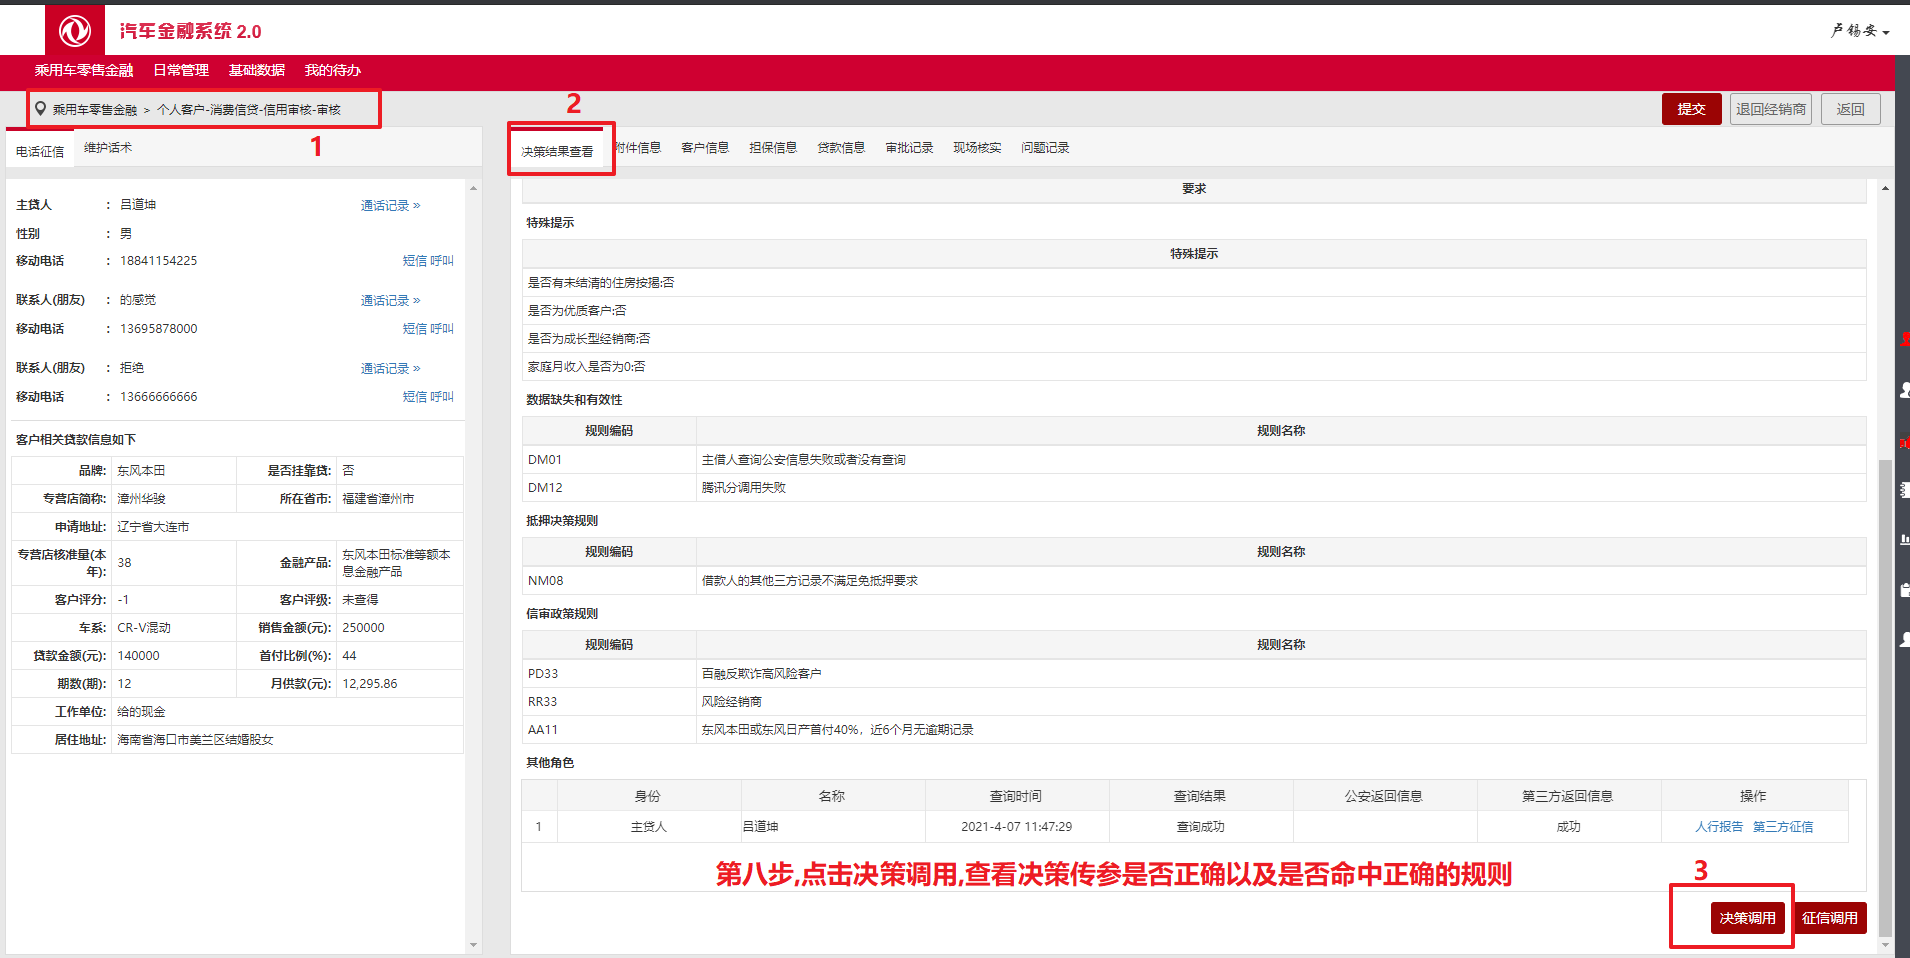 汽车金融系统 2.0
卢锡安
乘用车零售金融 日常管理 基础数据 我的待办
乘用车零售金融 > 个人客户-消费信贷-信用审核-审核
1
2
提交 退回经销商 返回
电话征信 维护话术
主贷人 : 吕道坤 通话记录 »
性别 : 男
移动电话 : 18841154225 短信 呼叫
联系人(朋友) : 的感觉 通话记录 »
移动电话 : 13695878000 短信 呼叫
联系人(朋友) : 拒绝 通话记录 »
移动电话 : 13666666666 短信 呼叫
客户相关贷款信息如下
品牌: 东风本田 是否挂靠贷: 否
专营店简称: 漳州华骏 所在省市: 福建省漳州市
申请地址: 辽宁省大连市
专营店核准量(本
年): 38 金融产品: 东风本田标准等额本
息金融产品
客户评分: -1 客户评级: 未查得
车系: CR-V混动 销售金额(元): 250000
贷款金额(元): 140000 首付比例(%): 44
期数(期): 12 月供款(元): 12,295.86
工作单位: 给的现金
居住地址: 海南省海口市美兰区结婚股女
决策结果查看 附件信息 客户信息 担保信息 贷款信息 审批记录 现场核实 问题记录
要求
特殊提示
特殊提示
是否有未结清的住房按揭:否
是否为优质客户:否
是否为成长型经销商:否
家庭月收入是否为0:否
数据缺失和有效性
规则编码 规则名称
DM01 主借人查询公安信息失败或者没有查询
DM12 腾讯分调用失败
抵押决策规则
规则编码 规则名称
NM08 借款人的其他三方记录不满足免抵押要求
信审政策规则
规则编码 规则名称
PD33 百融反欺诈高风险客户
RR33 风险经销商
AA11 东风本田或东风日产首付40%，近6个月无逾期记录
其他角色
身份 名称 查询时间 查询结果 公安返回信息 第三方返回信息 操作
1 主贷人 吕道坤 2021-4-07 11:47:29 查询成功 成功 人行报告 第三方征信
第八步,点击决策调用,查看决策传参是否正确以及是否命中正确的规则
3
决策调用 征信调用